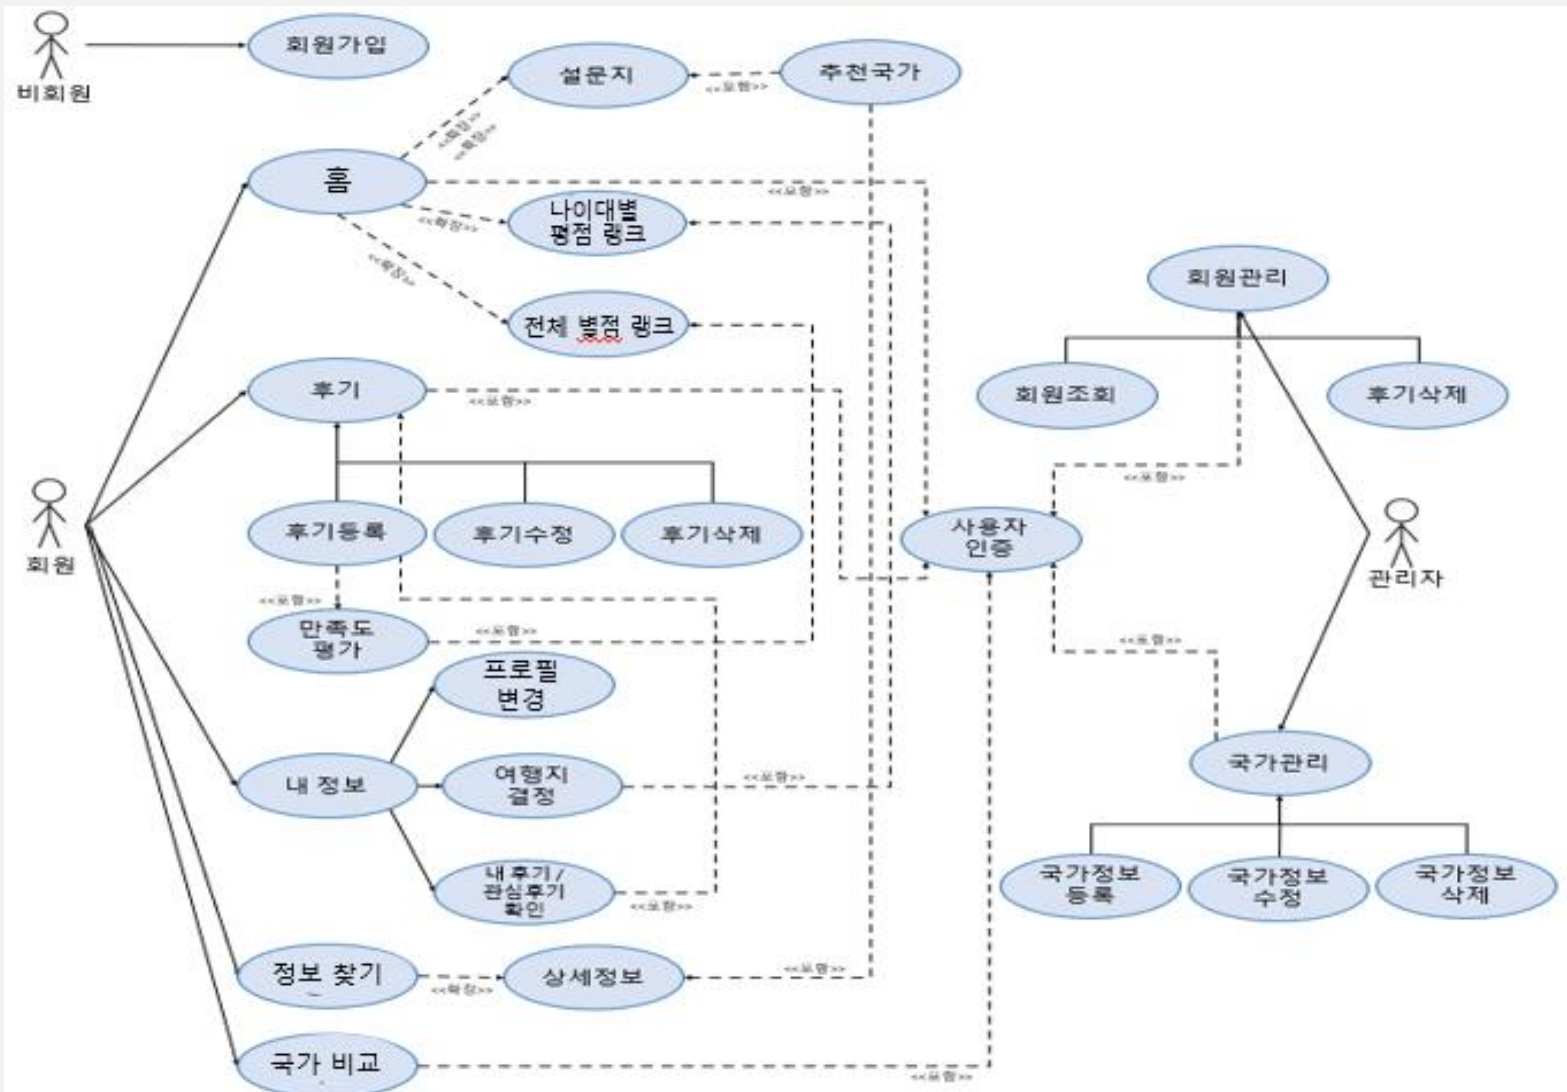 비회원
회원가입
설문지
<<포함>>
추천국가
<<확장>>
<<확장>>
홈
<<포함>>
<<확장>>
나이대별
평점 랭크
<<확장>>
전체 별점 랭크
회원관리
회원조회
후기삭제
후기
<<포함>>
<<포함>>
회원
후기등록
후기수정
후기삭제
사용자
인증
관리자
<<포함>>
만족도
평가
<<포함>>
<<포함>>
프로필
변경
내 정보
여행지
결정
<<포함>>
국가관리
내 후기 /
관심후기
확인
<<포함>>
국가정보
등록
국가정보
수정
국가정보
삭제
정보 찾기
<<확장>>
상세정보
<<포함>>
국가 비교
<<포함>>